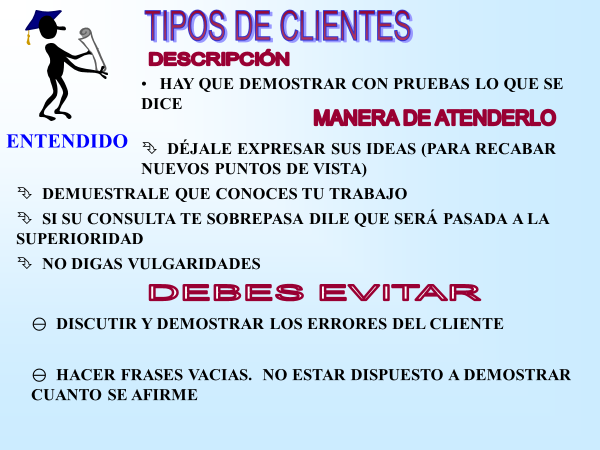 TIPOS DE CLIENTES
DESCRIPCIÓN
• HAY QUE DEMOSTRAR CON PRUEBAS LO QUE SE
DICE
MANERA DE ATENDERLO
ENTENDIDO
DÉJALE EXPRESAR SUS IDEAS (PARA RECABAR
NUEVOS PUNTOS DE VISTA)
DEMUESTRALE QUE CONOCES TU TRABAJO
SI SU CONSULTA TE SOBREPASA DILE QUE SERÁ PASADA A LA
SUPERIORIDAD
NO DIGAS VULGARIDADES
DEBES EVITAR
DISCUTIR Y DEMOSTRAR LOS ERRORES DEL CLIENTE
HACER FRASES VACIAS. NO ESTAR DISPUESTO A DEMOSTRAR
CUANTO SE AFIRME